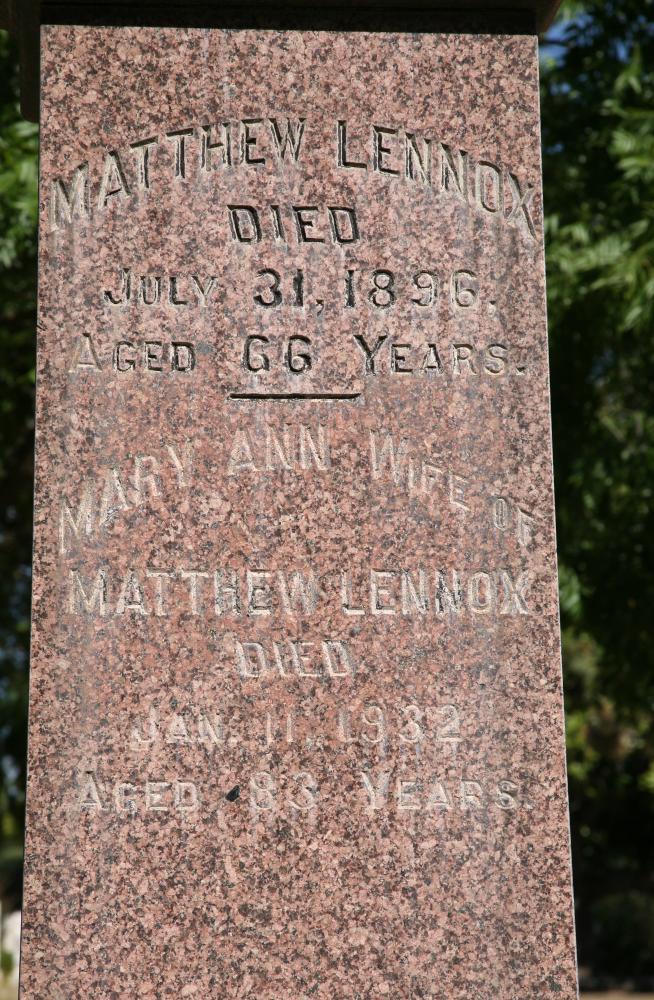 MATTHEW LENNOX
DIED
JULY 31, 1896.
AGED 66 YEARS.
MARY ANN WIFE OF
MATTHEW LENNOX
DIED
JAN. 11, 1932
AGED 83 YEARS.